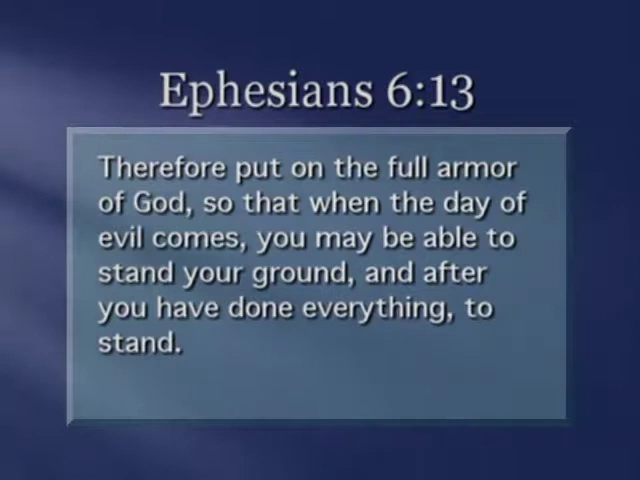 Ephesians 6:13
Therefore put on the full armor
of God, so that when the day of
evil comes, you may be able to
stand your ground, and after
you have done everything, to
stand.